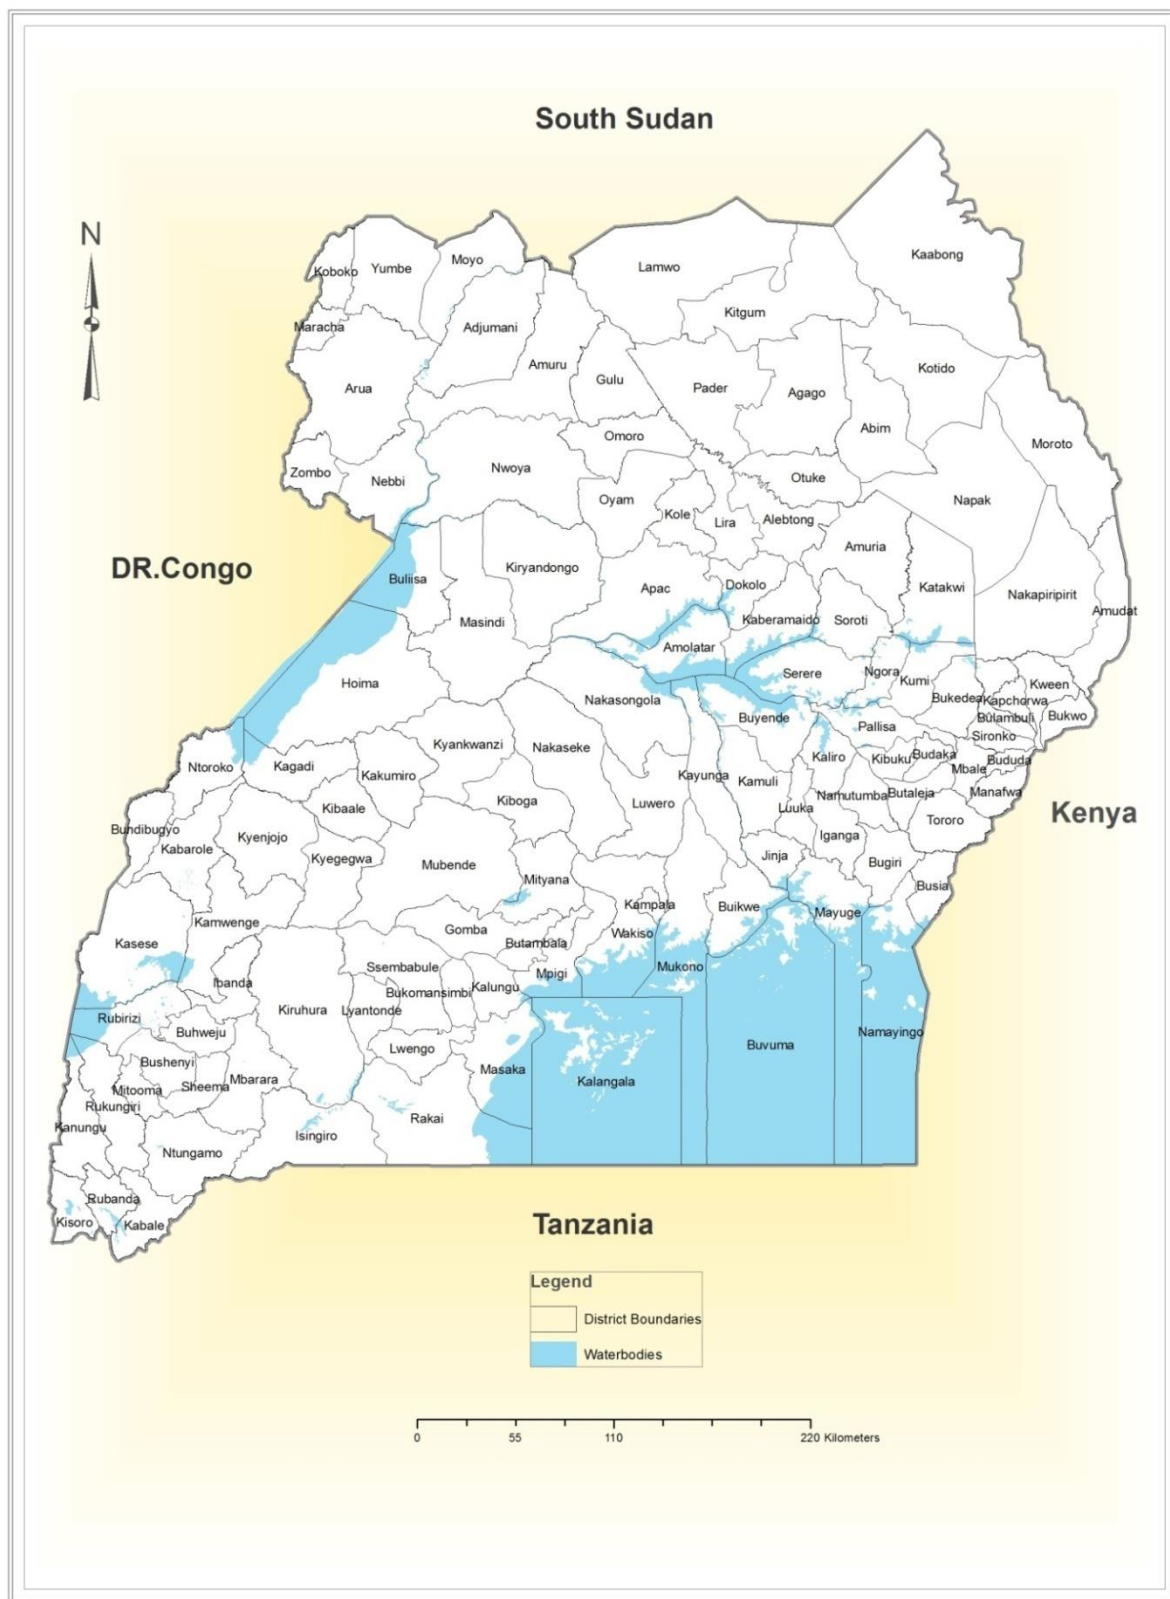 South Sudan
N
Kaabong
Moyo
Koboko
Yumbe
Lamwo
Kitgum
Maracha
Adjumani
Amuru
Gulu
Kotido
Arua
Pader
Agago
Abim
Omoro
Moroto
Zombo
Nebbi
Nwoya
Otuke
Oyam
Napak
Kole
Lira
Alebtong
Amuria
DR.Congo
Buliisa
Kiryandongo
Apac
Dokolo
Katakwi
Nakapiripirit
Amudat
Masindi
Kaberamaido
Soroti
Amolatar
Hoima
Serere
Ngora
Kumi
Kween
Nakasongola
Bukedea
Kapchorwa
Buyende
Bulambuli
Bukwo
Pallisa
Sironko
Kyankwanzi
Nakaseke
Ntoroko
Kagadi
Kakumiro
Kayunga
Kamuli
Kaliro
Kibuku
Budaka
Mbale
Bududa
Kibaale
Kiboga
Luwero
Luuka
Namutumba
Butaleja
Manafwa
Kenya
Bundibugyo
Kabarole
Kyenjojo
Kyegegwa
Tororo
Iganga
Mubende
Mityana
Jinja
Bugiri
Busia
Kampala
Buikwe
Mayuge
Kamwenge
Gomba
Butambala
Wakiso
Kasese
Ssembabule
Mpigi
Mukono
Ibanda
Bukomansimbi
Kalungu
Rubirizi
Kiruhura
Lyantonde
Buhweju
Namayingo
Lwengo
Buvuma
Bushenyi
Masaka
Kalangala
Mitooma
Sheema
Mbarara
Rukungiri
Kanungu
Rakai
Isingiro
Ntungamo
Rubanda
Kisoro
Kabale
Tanzania
Legend
District Boundaries
Waterbodies
0 55 110 220 Kilometers